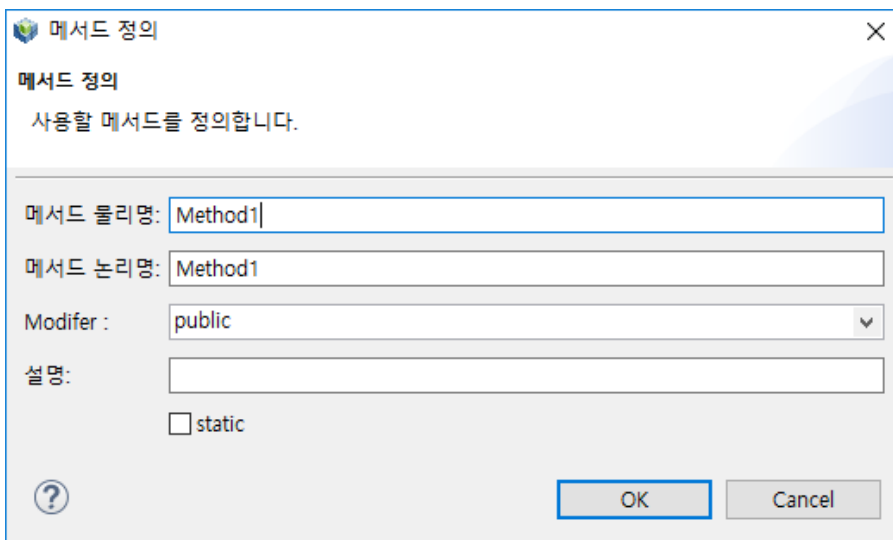 메서드 정의
메서드 정의
사용할 메서드를 정의합니다.
메서드 물리명: Method1
메서드 논리명: Method1
Modifer : public
설명:
static
OK Cancel